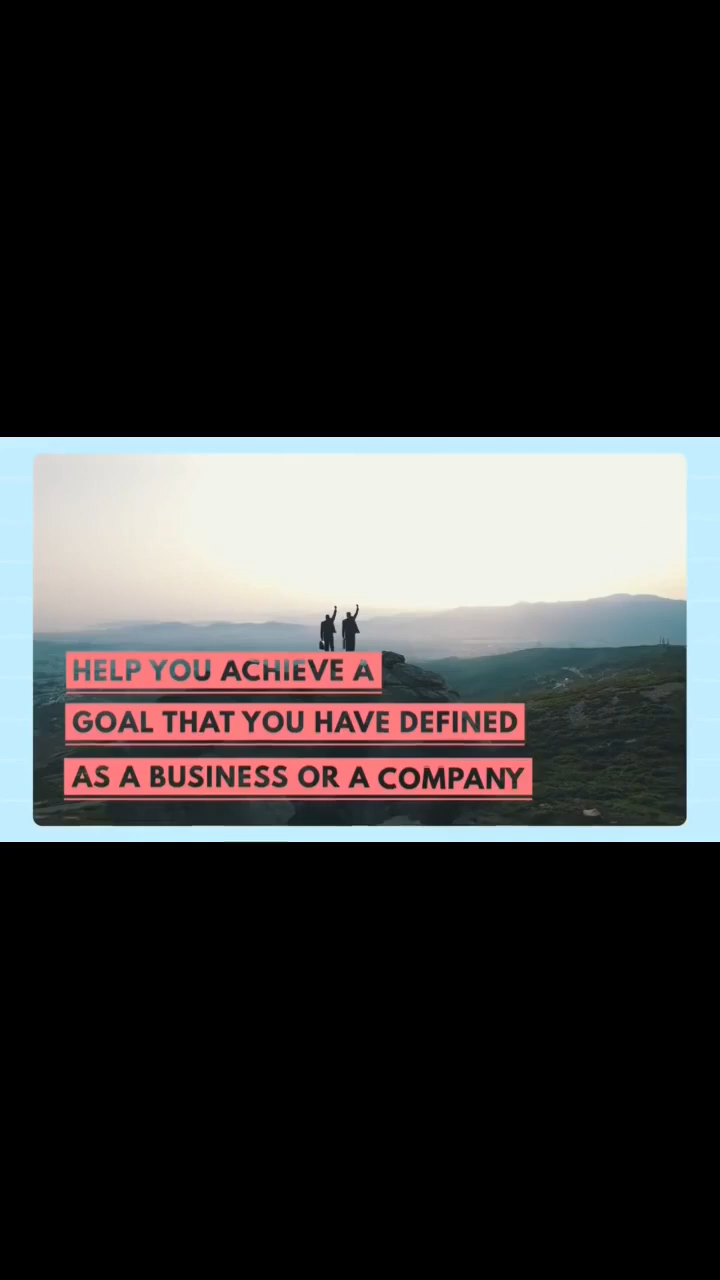 HELP YOU ACHIEVE A
GOAL THAT YOU HAVE DEFINED
AS A BUSINESS OR A COMPANY